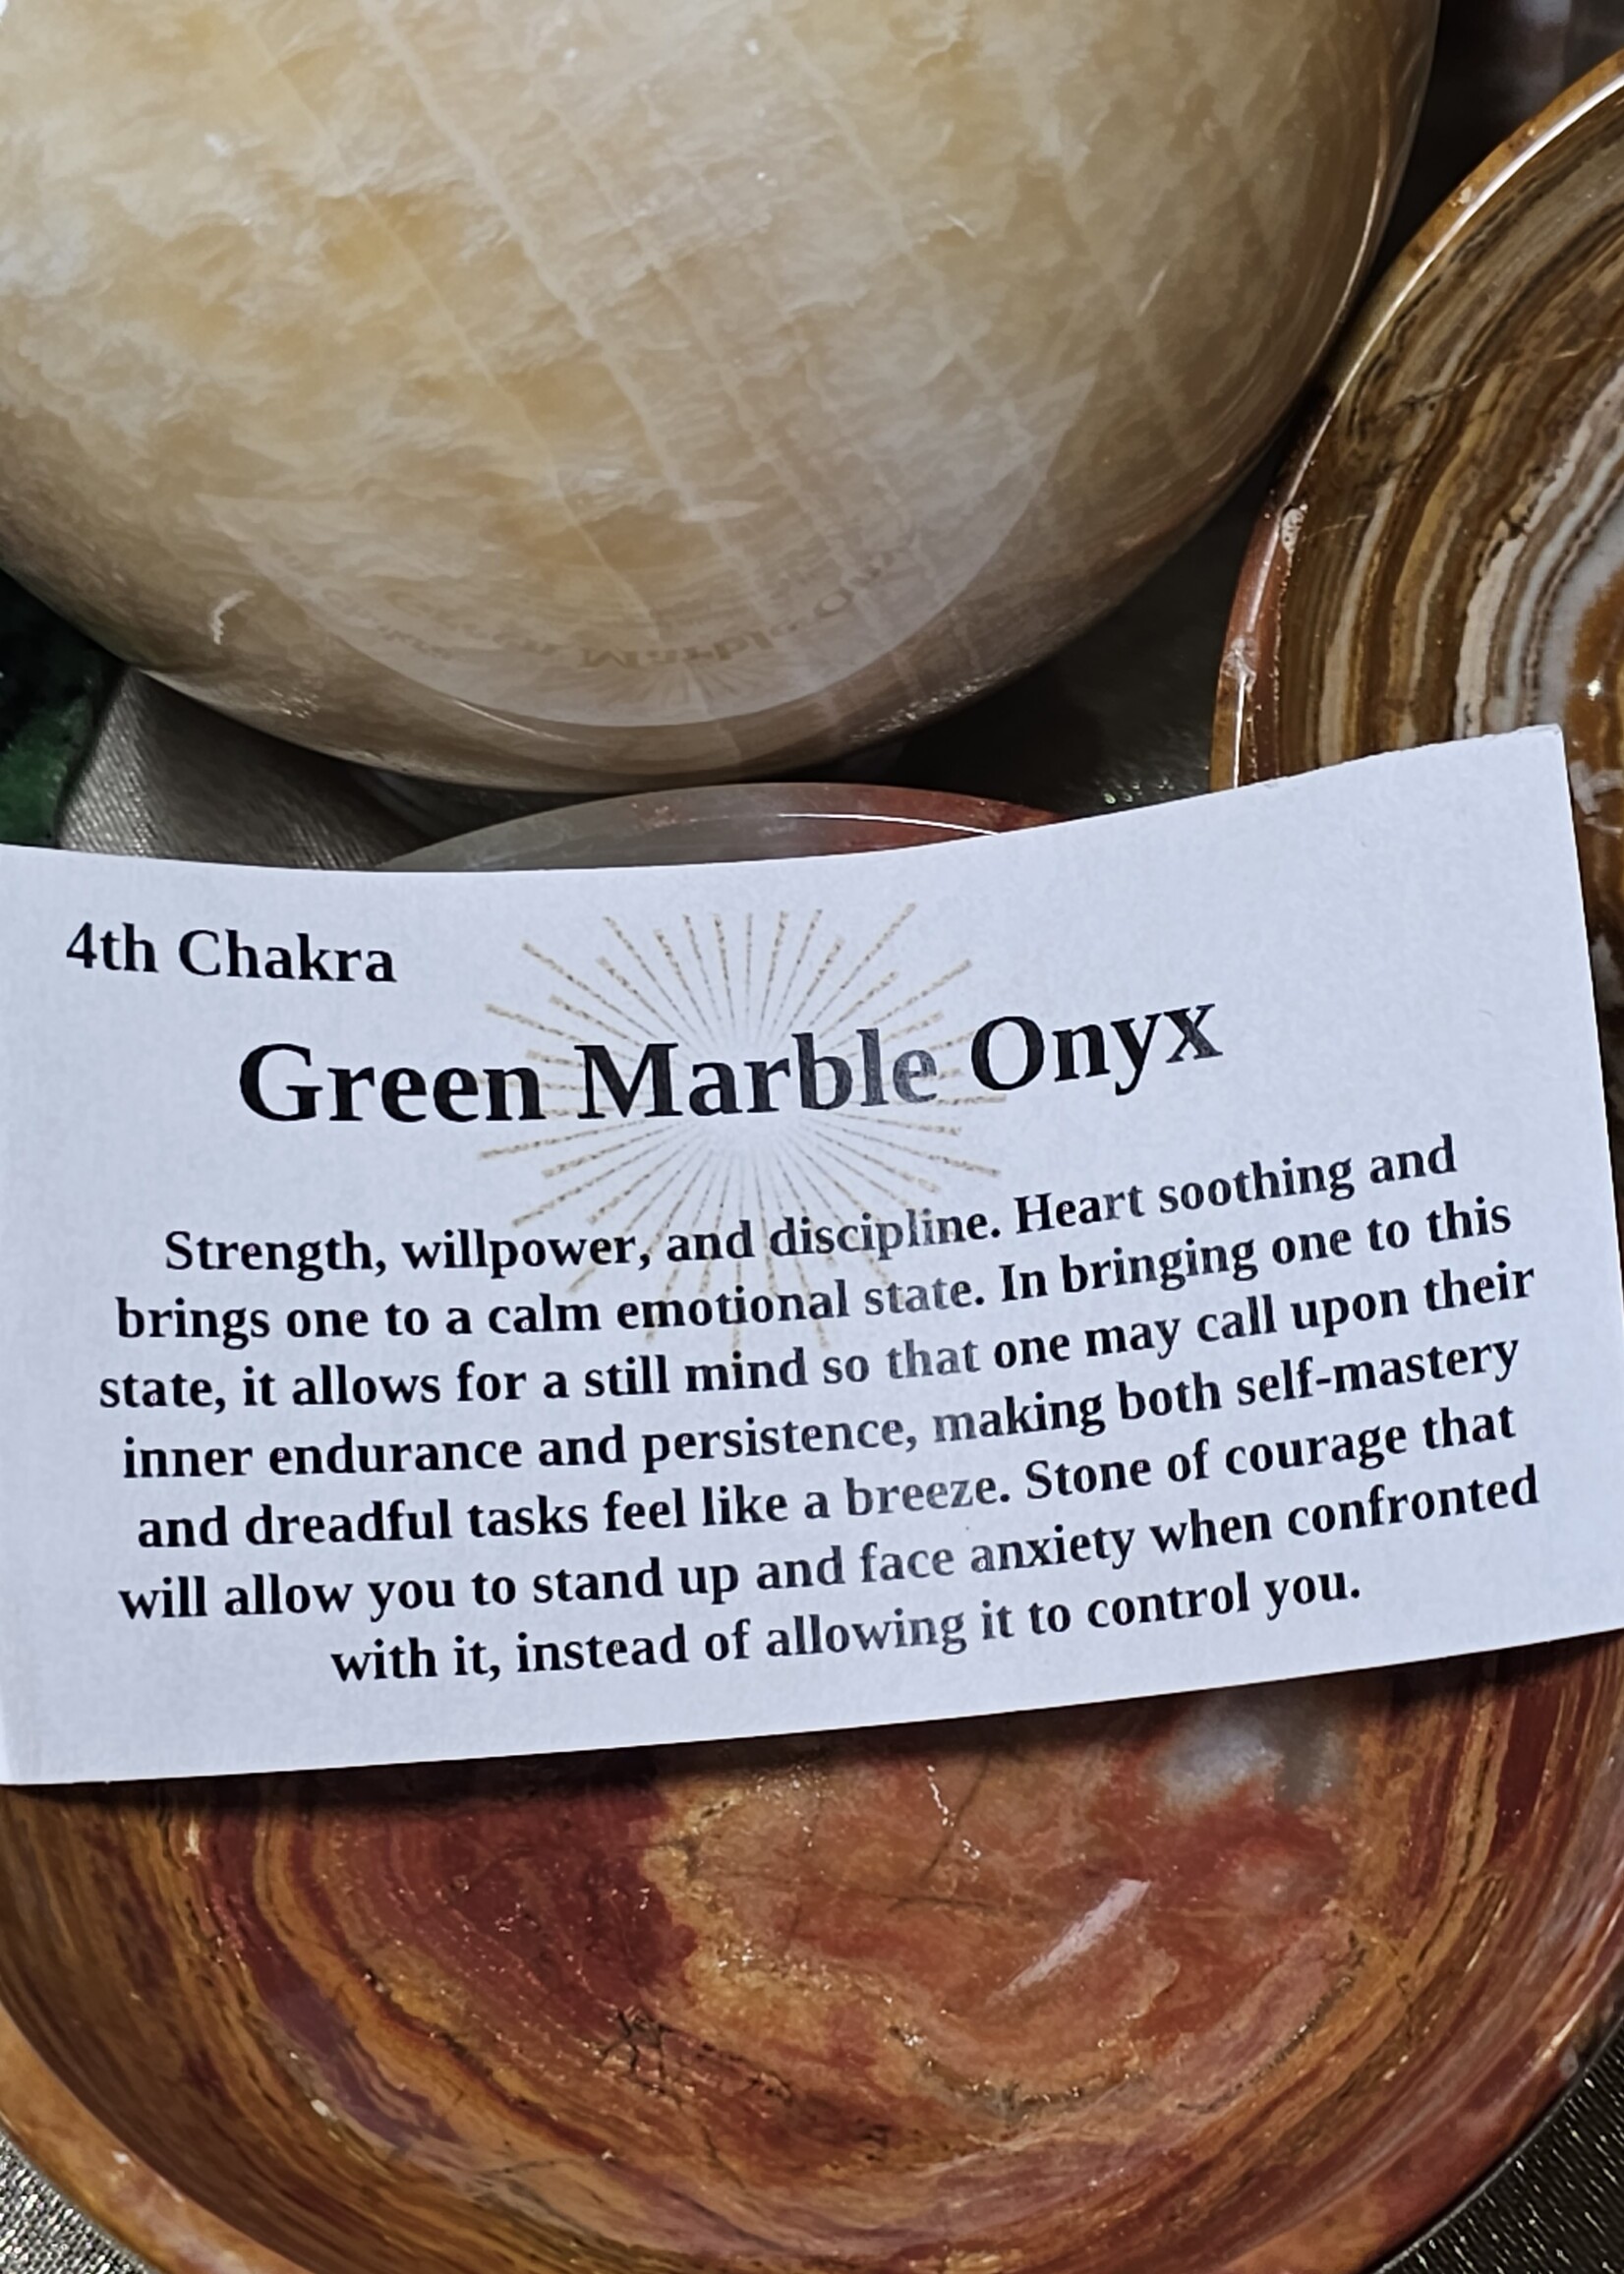 4th Chakra
Green Marble Onyx
Strength, willpower, and discipline. Heart soothing and
brings one to a calm emotional state. In bringing one to this
state, it allows for a still mind so that one may call upon their
inner endurance and persistence, making both self-mastery
and dreadful tasks feel like a breeze. Stone of courage that
will allow you to stand up and face anxiety when confronted
with it, instead of allowing it to control you.